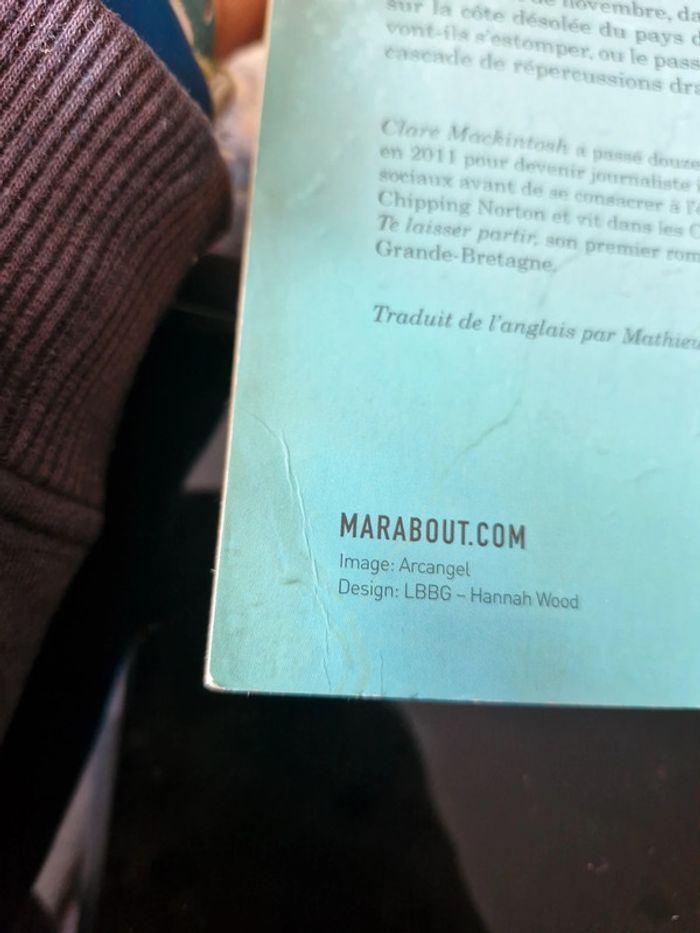 de novembre, da
sur la côte désolée du pays d
vont-ils s'estomper, ou le pass
cascade de répercussions dra
Clare Mackintosh a passé douze
en 2011 pour devenir journaliste
sociaux avant de se consacrer à l'é
Chipping Norton et vit dans les C
Te laisser partir, son premier rom
Grande-Bretagne.
Traduit de l'anglais par Mathieu
MARABOUT.COM
Image: Arcangel
Design: LBBG – Hannah Wood